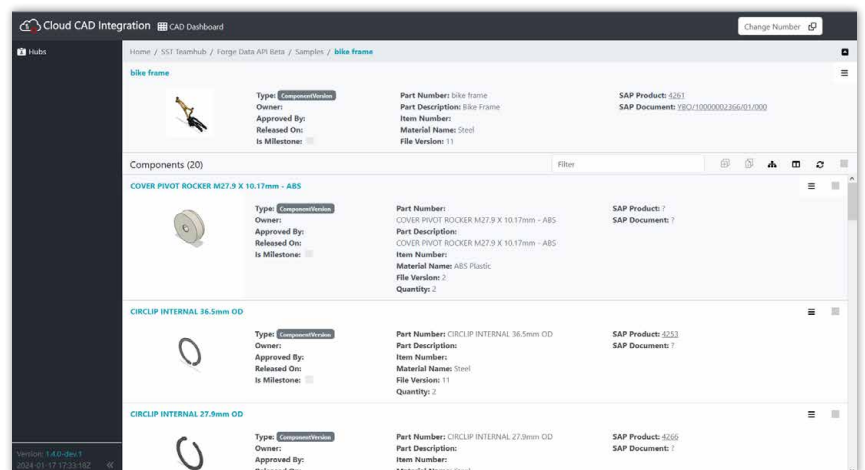 Cloud CAD Integration CAD Dashboard Change Number
Hubs
Home / SST Teamhub / Forge Data API Beta / Samples / bike frame
bike frame
Type: ComponentVersion Part Number: bike frame SAP Product: 4261
Owner: Part Description: Bike Frame SAP Document: YBO/10000002366/01/000
Approved By: Item Number:
Released On: Material Name: Steel
Is Milestone: File Version: 11
Components (20) Filter
COVER PIVOT ROCKER M27.9 X 10.17mm - ABS
Type: ComponentVersion Part Number: SAP Product: ?
Owner: COVER PIVOT ROCKER M27.9 X 10.17mm - ABS SAP Document: ?
Approved By: Part Description:
Released On: COVER PIVOT ROCKER M27.9 X 10.17mm - ABS
Is Milestone: Item Number:
Material Name: ABS Plastic
File Version: 2
Quantity: 2
CIRCLIP INTERNAL 36.5mm OD
Type: ComponentVersion Part Number: CIRCLIP INTERNAL 36.5mm OD SAP Product: 4253
Owner: Part Description: SAP Document: ?
Approved By: Item Number:
Released On: Material Name: Steel
Is Milestone: File Version: 11
Quantity: 2
CIRCLIP INTERNAL 27.9mm OD
Type: ComponentVersion Part Number: CIRCLIP INTERNAL 27.9mm OD SAP Product: 4266
Owner: Part Description: SAP Document: ?
Approved By: Item Number:
Released On: Material Name: Steel
Version: 1.4.0-dev.1
2024-01-17 17:33:18Z